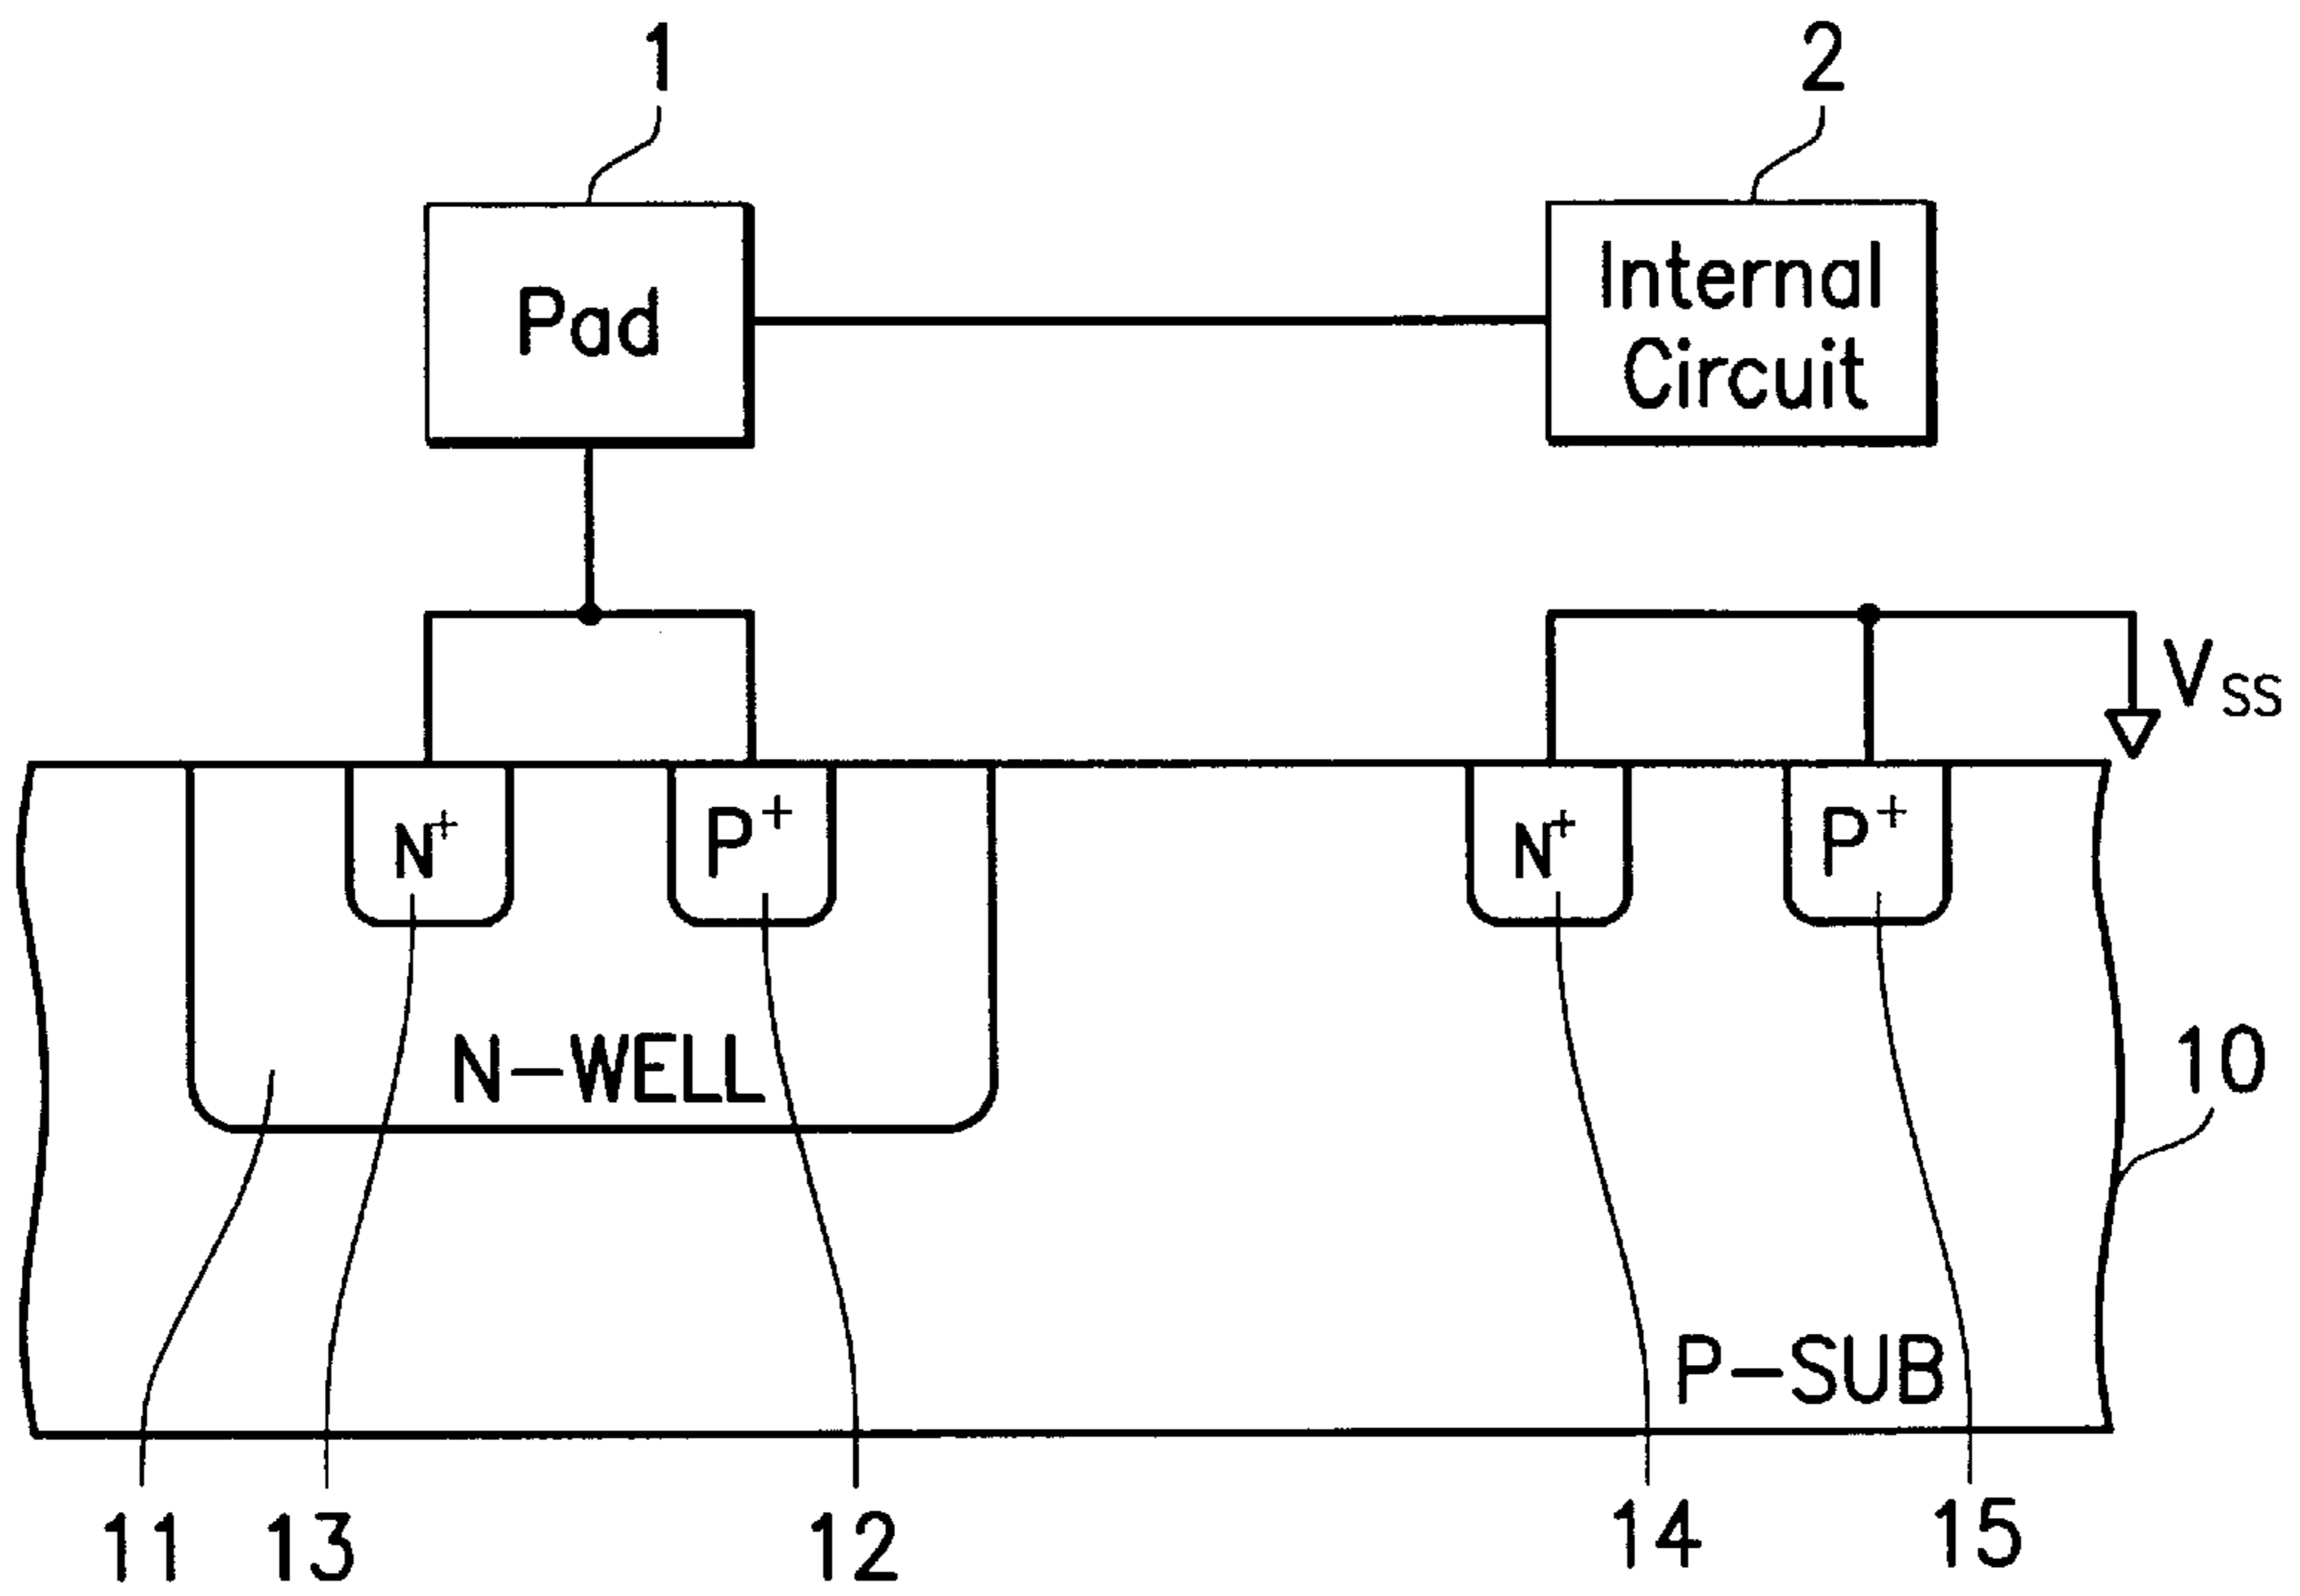 1
2
Pad
Internal
Circuit
VSS
N+
P+
N+
P+
N-WELL
10
P-SUB
11
13
12
14
15